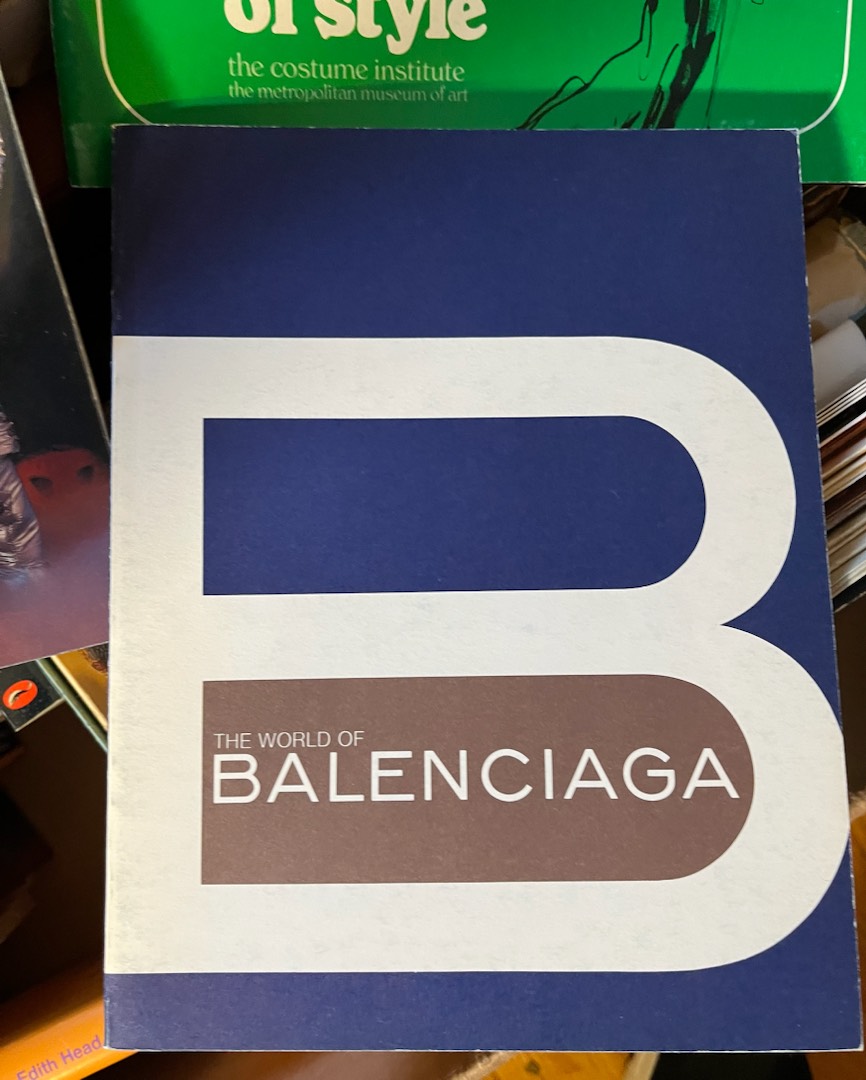 of style
the costume institute
the metropolitan museum of art
THE WORLD OF
BALENCIAGA
Edith Head